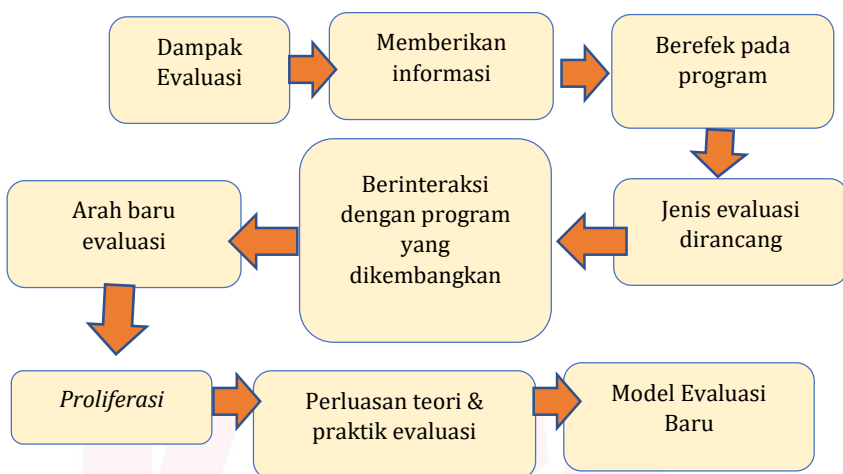 Dampak
Evaluasi
Memberikan
informasi
Berefek pada
program
Jenis evaluasi
dirancang
Berinteraksi
dengan program
yang
dikembangkan
Arah baru
evaluasi
Proliferasi
Perluasan teori &
praktik evaluasi
Model Evaluasi
Baru